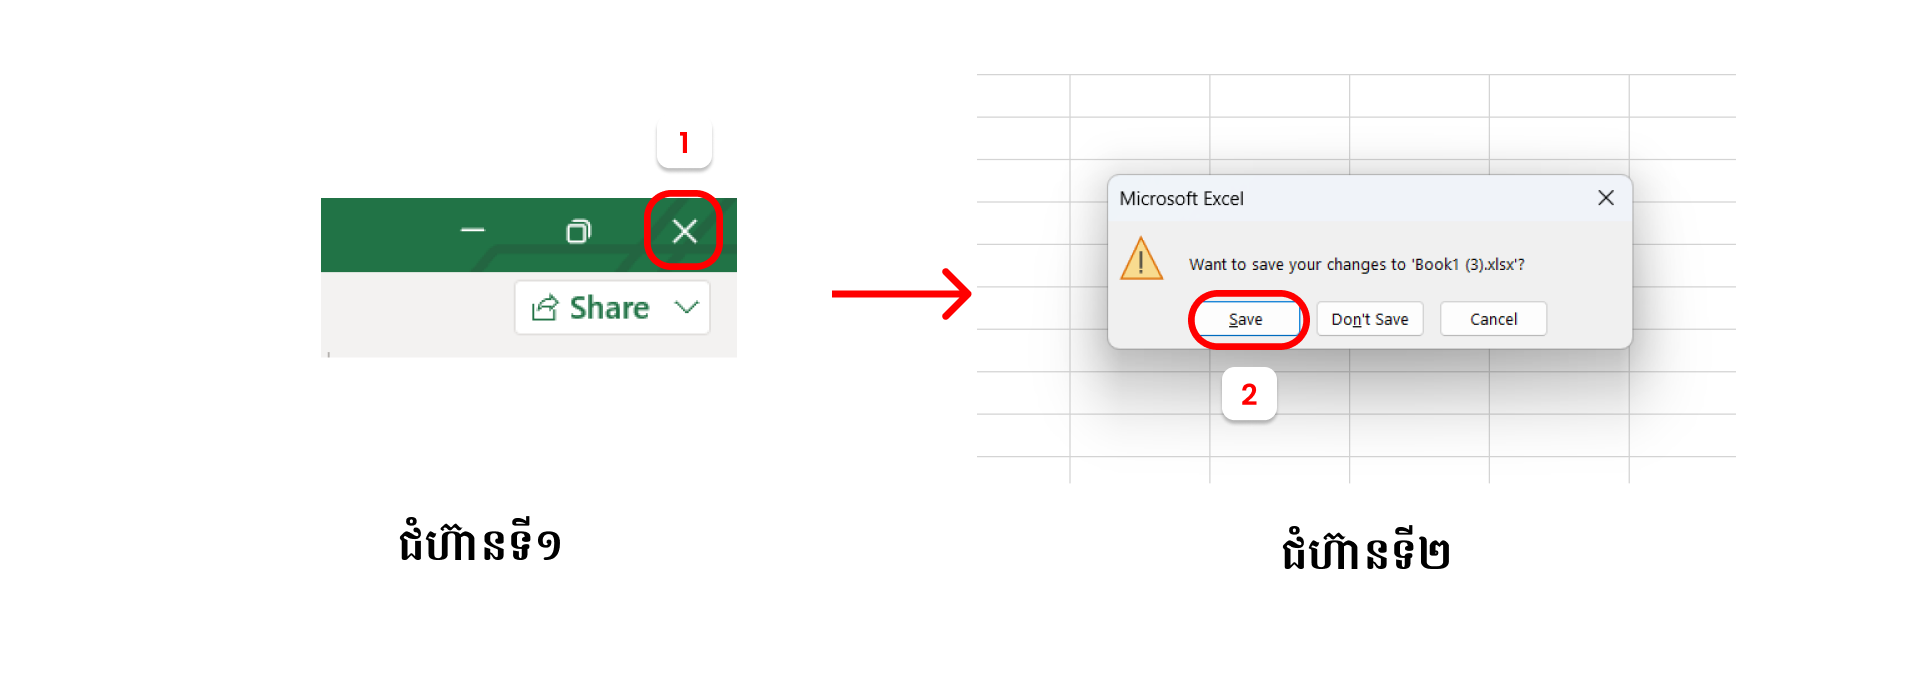 1
Share
Microsoft Excel
Want to save your changes to 'Book1 (3).xlsx'?
Save
Don't Save
Cancel
2
ជំហ៊ានទី១
ជំហ៊ានទី២